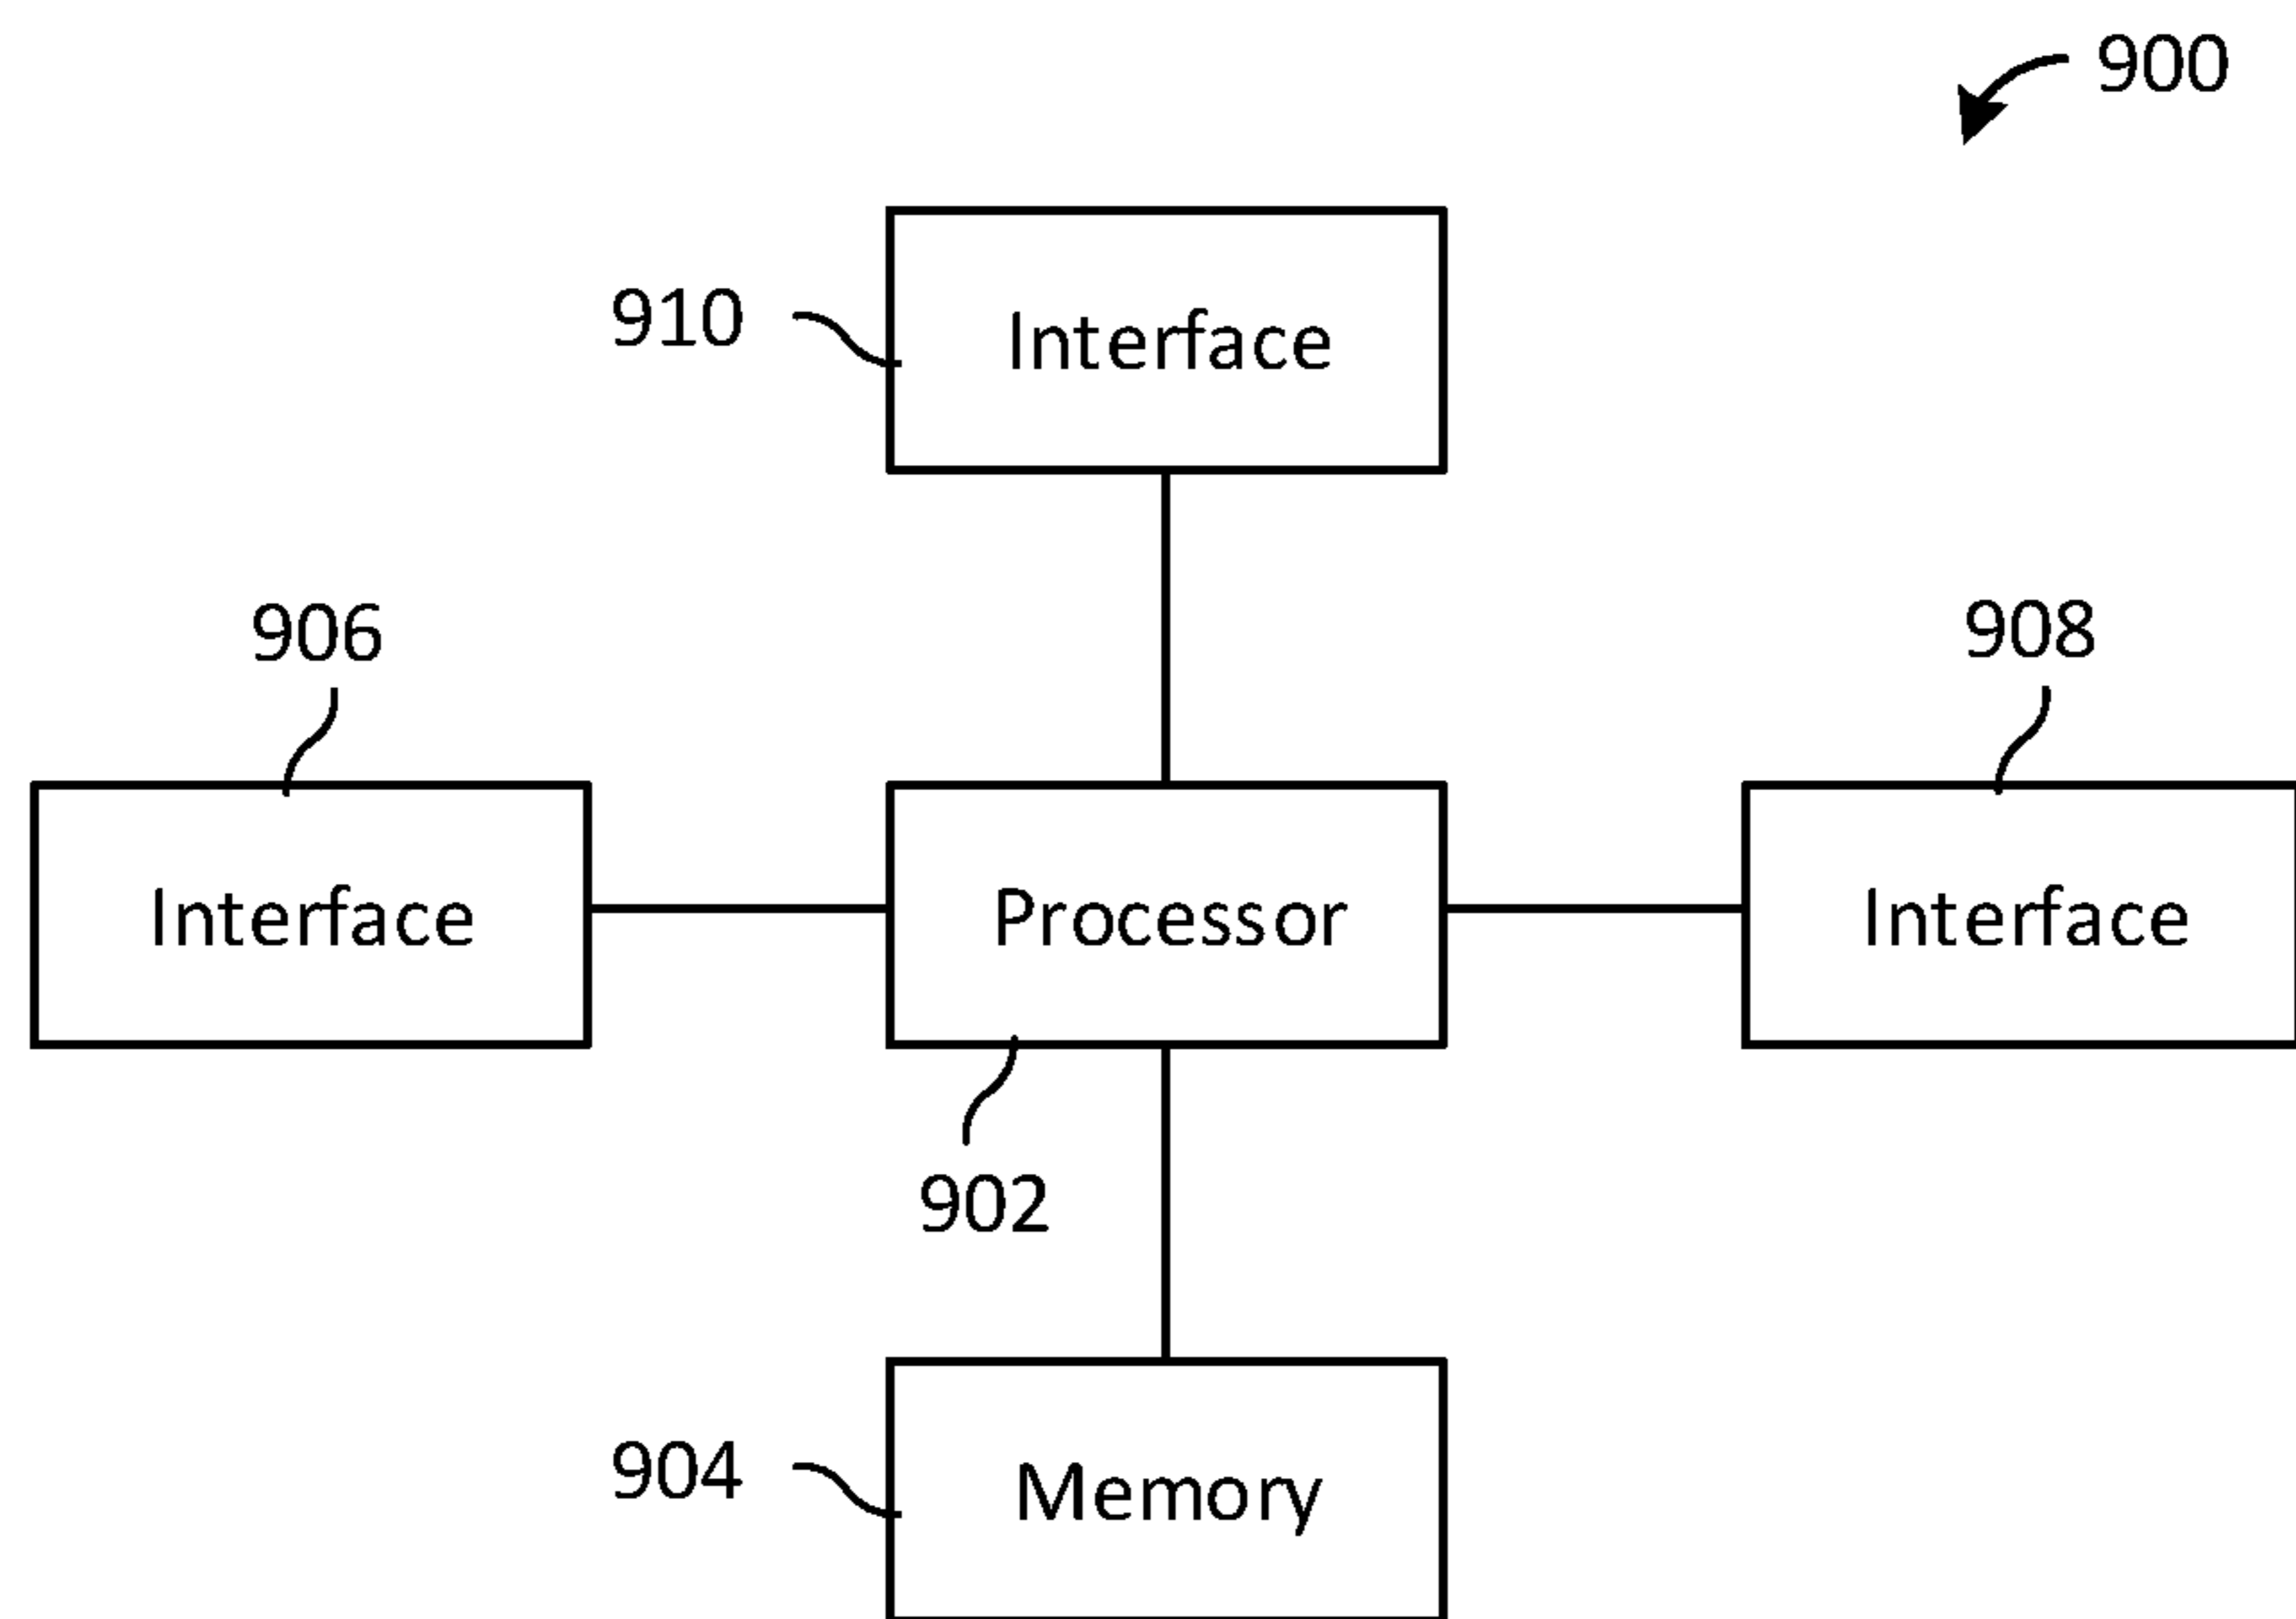 900
910
Interface
906
908
Interface
Processor
Interface
902
904
Memory